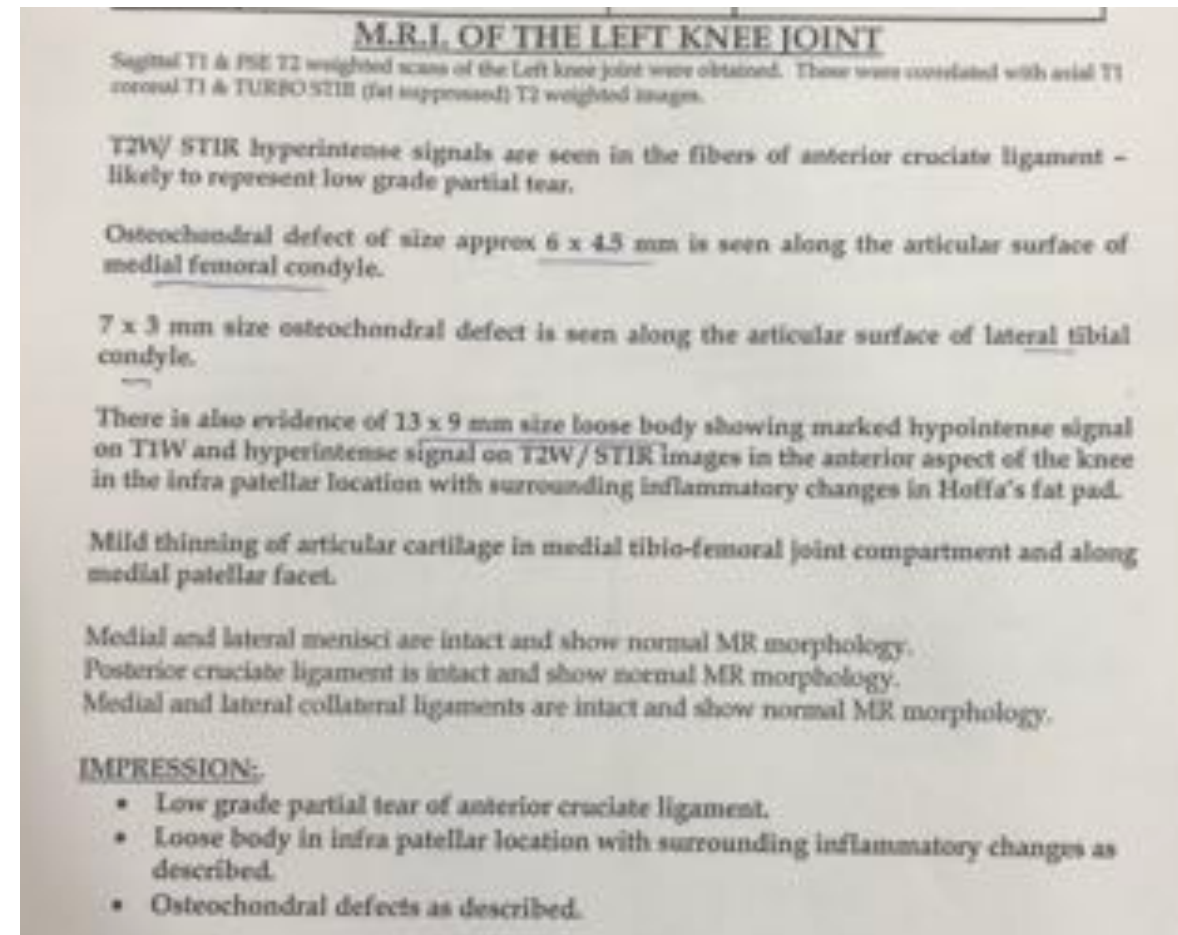 M.R.I. OF THE LEFT KNEE JOINT
Sagittal T1 & FSE T2 weighted scans of the Left knee joint were obtained. These were correlated with axial T1
coronal T1 & TURBO STIR (fat suppressed) T2 weighted images.
T2W/ STIR hyperintense signals are seen in the fibers of anterior cruciate ligament –
likely to represent low grade partial tear.
Osteochondral defect of size approx 6 x 4.5 mm is seen along the articular surface of
medial femoral condyle.
7 x 3 mm size osteochondral defect is seen along the articular surface of lateral tibial
condyle.
There is also evidence of 13 x 9 mm size loose body showing marked hypointense signal
on T1W and hyperintense signal on T2W/STIR images in the anterior aspect of the knee
in the infra patellar location with surrounding inflammatory changes in Hoffa's fat pad.
Mild thinning of articular cartilage in medial tibio-femoral joint compartment and along
medial patellar facet.
Medial and lateral menisci are intact and show normal MR morphology.
Posterior cruciate ligament is intact and show normal MR morphology.
Medial and lateral collateral ligaments are intact and show normal MR morphology.
IMPRESSION:
• Low grade partial tear of anterior cruciate ligament.
• Loose body in infra patellar location with surrounding inflammatory changes as
described.
• Osteochondral defects as described.